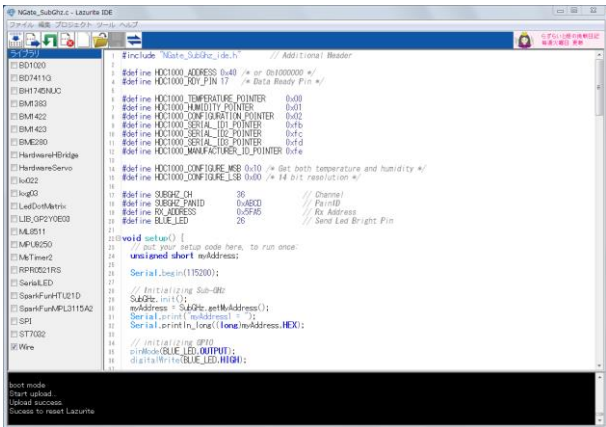 NGate_SubGhz.c - Lazurite IDE
ファイル 編集 プロジェクト ツール ヘルプ
ライブラリ
BD1020
BD7411G
BH1745NUC
BM1383
BM1422
BM1423
BME280
HardwareHBridge
HardwareServo
lx022
log03
LedDotMatrix
LIB_GP2Y0E03
ML8511
MPU9250
MsTimer2
RPR0521RS
SerialLED
SparkFunHTU21D
SparkFunMPL3115A2
SPI
ST7032
Wire
#include "NGate_SubGhz_ide.h" // Additional Header
#define HDC1000_ADDRESS 0x40 /* or 0b1000000 */
#define HDC1000_RDY_PIN 17 /* Data Ready Pin */
#define HDC1000_TEMPERATURE_POINTER 0x00
#define HDC1000_HUMIDITY_POINTER 0x01
#define HDC1000_CONFIGURATION_POINTER 0x02
#define HDC1000_SERIAL_ID1_POINTER 0xfb
#define HDC1000_SERIAL_ID2_POINTER 0xfc
#define HDC1000_SERIAL_ID3_POINTER 0xfd
#define HDC1000_MANUFACTURER_ID_POINTER 0xfe
#define HDC1000_CONFIGURE_MSB 0x10 /* Get both temperature and humidity */
#define HDC1000_CONFIGURE_LSB 0x00 /* 14 bit resolution */
#define SUBGHZ_CH 36 // Channel
#define SUBGHZ_PANID 0xABCD // PainID
#define RX_ADDRESS 0x5FA5 // Rx Address
#define BLUE_LED 26 // Send Led Bright Pin
void setup() {
// put your setup code here, to run once:
unsigned short myAddress;
Serial.begin(115200);
// Initializing Sub-GHz
SubGHz.init();
myAddress = SubGHz.getMyAddress();
Serial.print("myAddress1 = ");
Serial.println_long((long)myAddress,HEX);
// initializing GPIO
pinMode(BLUE_LED,OUTPUT);
digitalWrite(BLUE_LED,HIGH);
boot mode
Start upload..
Upload success.
Sucess to reset Lazurite